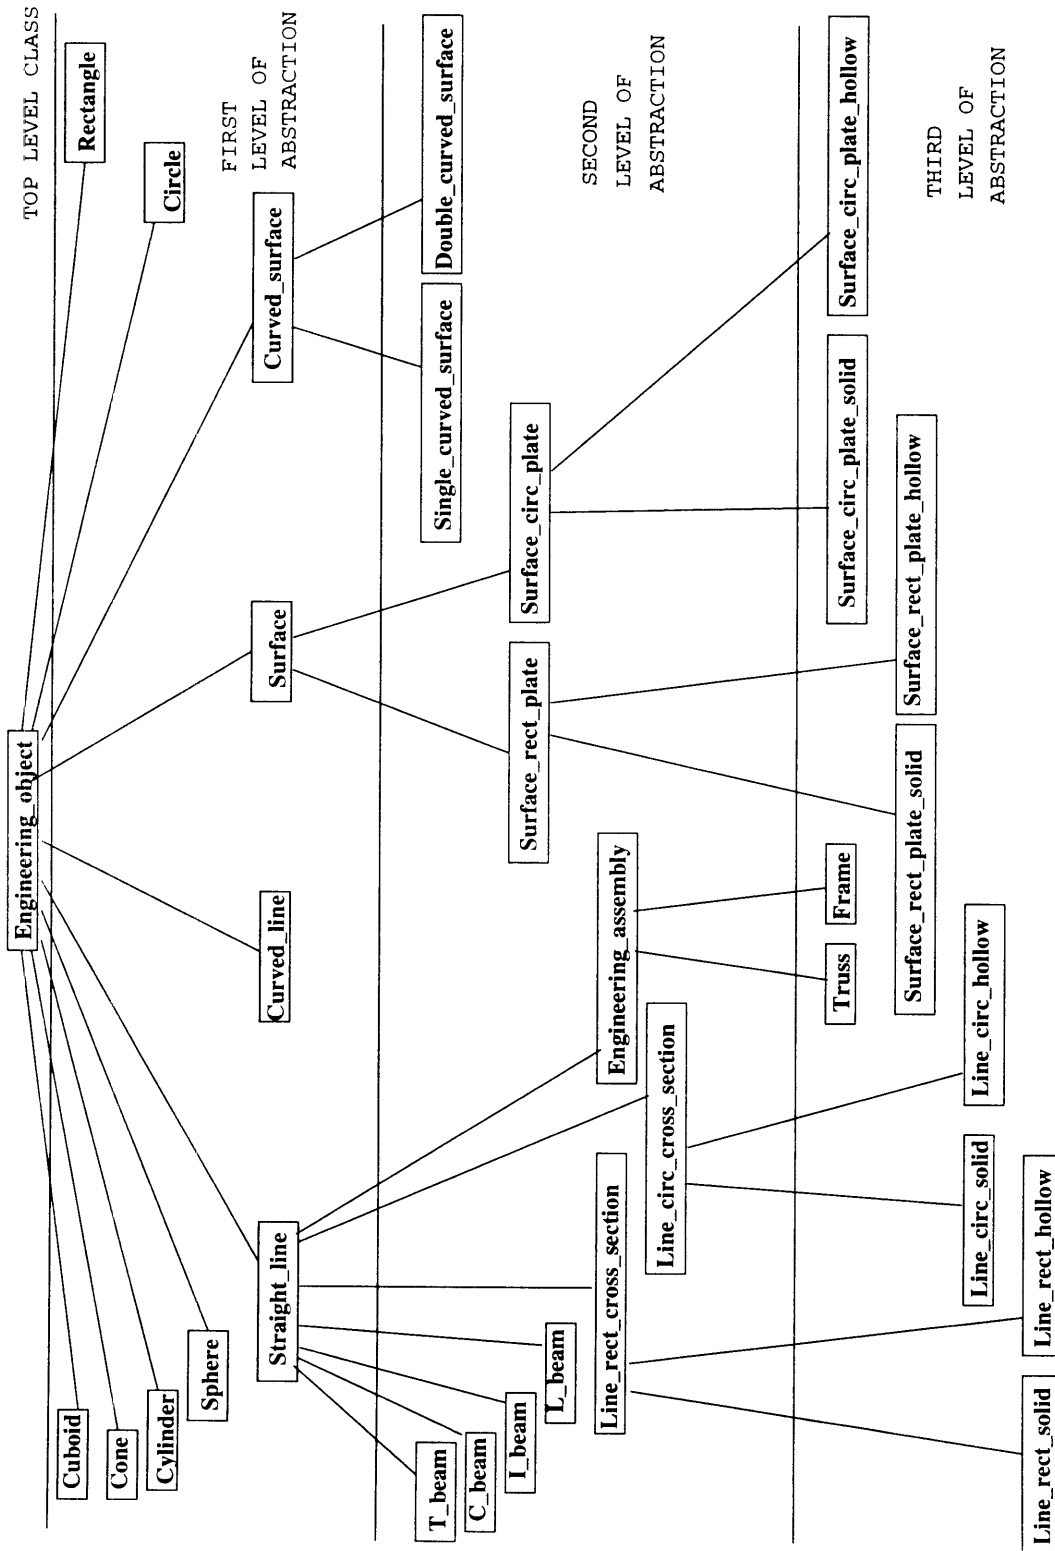 TOP LEVEL CLASS
Engineering_object
Cuboid
Rectangle
Cone
Cylinder
Circle
Sphere
FIRST
LEVEL OF
ABSTRACTION
Straight_line
Curved_line
Surface
Curved_surface
T_beam
C_beam
I_beam
L_beam
Single_curved_surface
Double_curved_surface
Surface_rect_plate
Surface_circ_plate
SECOND
LEVEL OF
ABSTRACTION
Line_rect_cross_section
Engineering_assembly
Line_circ_cross_section
Truss
Frame
Surface_circ_plate_solid
Surface_circ_plate_hollow
Surface_rect_plate_solid
Surface_rect_plate_hollow
THIRD
LEVEL OF
ABSTRACTION
Line_circ_solid
Line_circ_hollow
Line_rect_solid
Line_rect_hollow